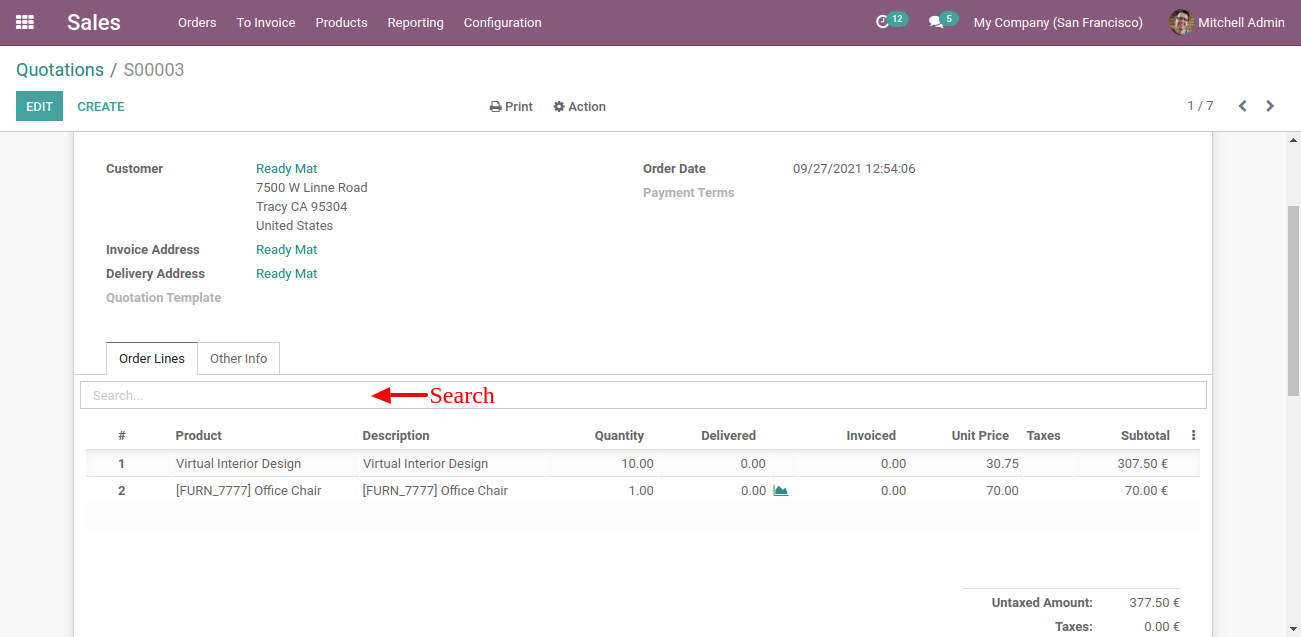 Sales Orders To Invoice Products Reporting Configuration 12 5 My Company (San Francisco) Mitchell Admin
Quotations / S00003
EDIT CREATE Print Action 1 / 7
Customer Ready Mat Order Date 09/27/2021 12:54:06
7500 W Linne Road Payment Terms
Tracy CA 95304
United States
Invoice Address Ready Mat
Delivery Address Ready Mat
Quotation Template
Order Lines Other Info
Search... Search
# Product Description Quantity Delivered Invoiced Unit Price Taxes Subtotal
1 Virtual Interior Design Virtual Interior Design 10.00 0.00 0.00 30.75 307.50 €
2 [FURN_7777] Office Chair [FURN_7777] Office Chair 1.00 0.00 0.00 70.00 70.00 €
Untaxed Amount: 377.50 €
Taxes: 0.00 €